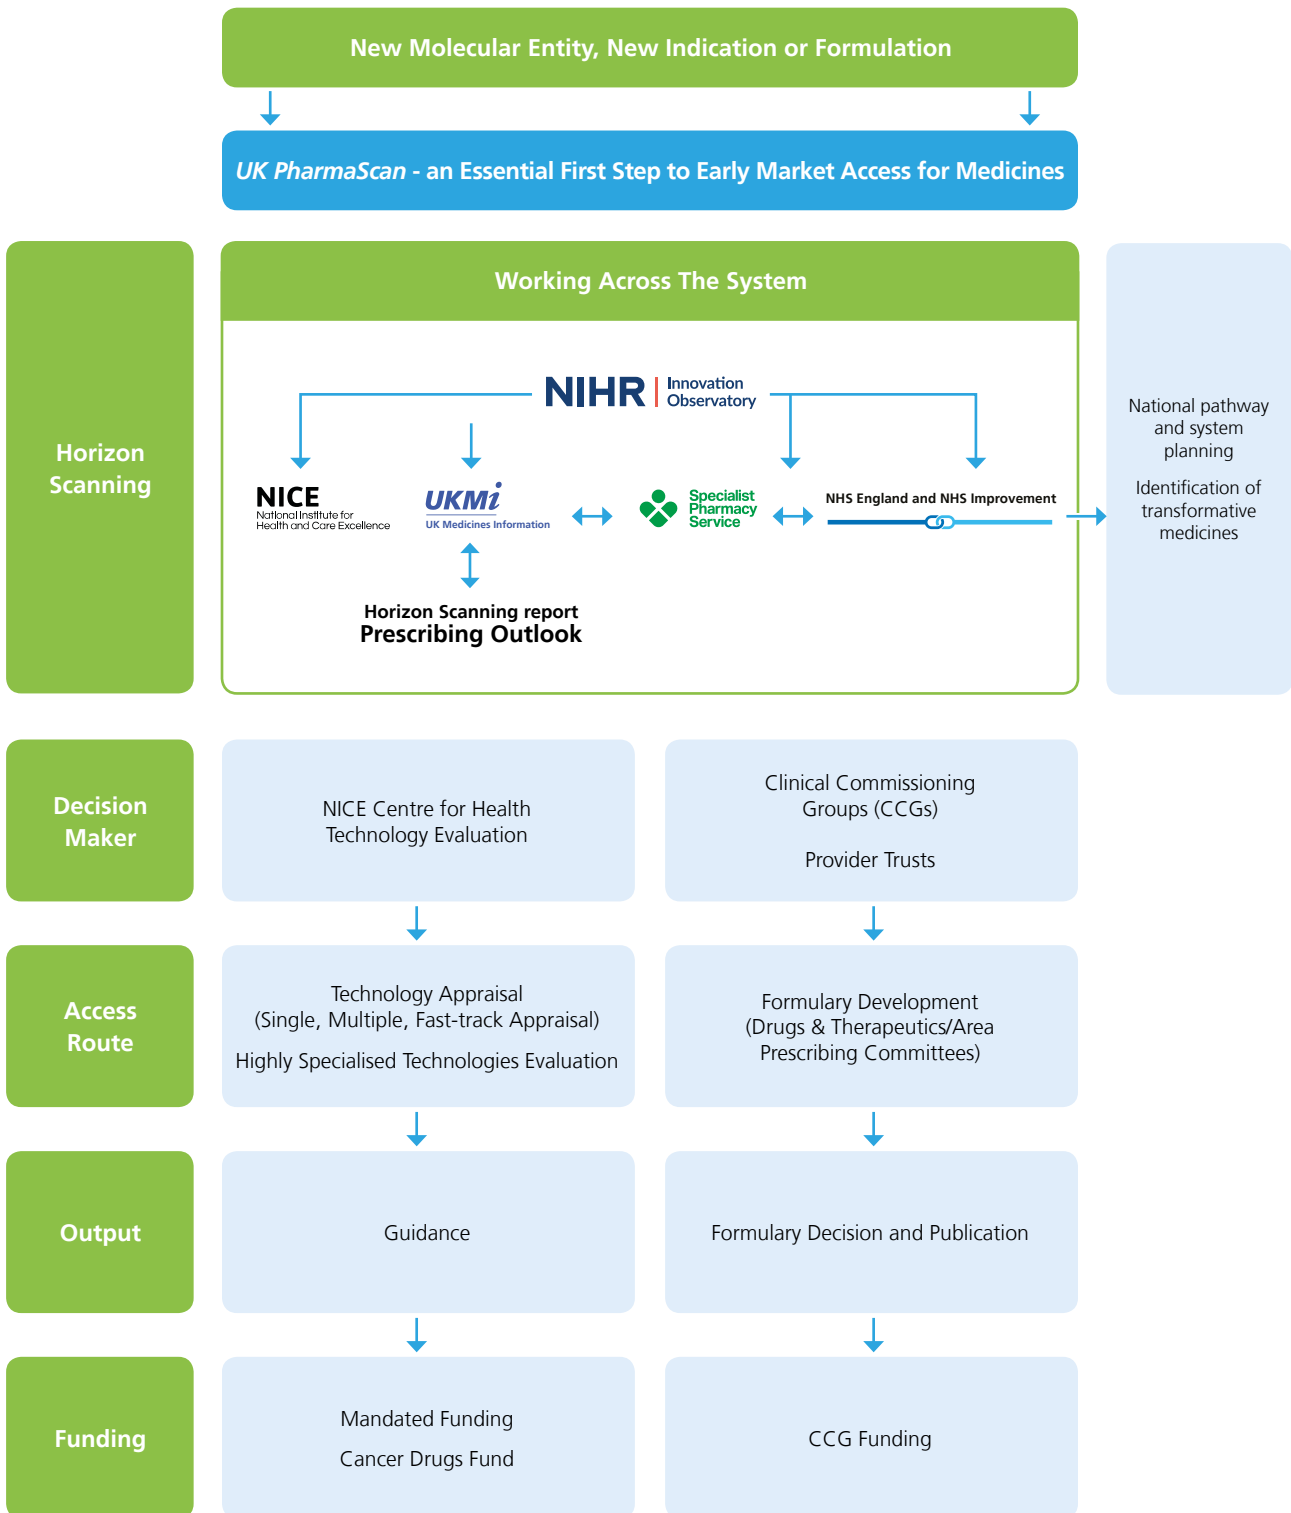 New Molecular Entity, New Indication or Formulation
UK PharmaScan - an Essential First Step to Early Market Access for Medicines
Horizon
Scanning
Working Across The System
NIHR | Innovation
Observatory
NICE
National Institute for
Health and Care Excellence
UKMi
UK Medicines Information
Specialist
Pharmacy
Service
NHS England and NHS Improvement
Horizon Scanning report
Prescribing Outlook
National pathway
and system
planning
Identification of
transformative
medicines
Decision
Maker
NICE Centre for Health
Technology Evaluation
Clinical Commissioning
Groups (CCGs)
Provider Trusts
Access
Route
Technology Appraisal
(Single, Multiple, Fast-track Appraisal)
Highly Specialised Technologies Evaluation
Formulary Development
(Drugs & Therapeutics/Area
Prescribing Committees)
Output
Guidance
Formulary Decision and Publication
Funding
Mandated Funding
Cancer Drugs Fund
CCG Funding